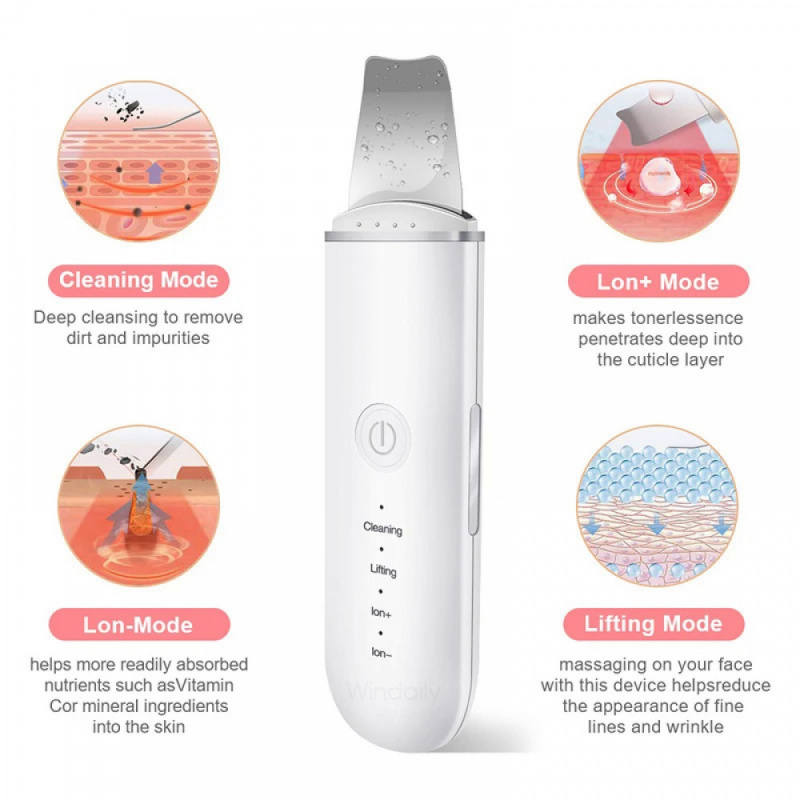 Cleaning Mode
Deep cleansing to remove
dirt and impurities
Lon+ Mode
makes tonerlessence
penetrates deep into
the cuticle layer
Cleaning
Lifting
Ion+
Ion-
Windaily
Lon-Mode
helps more readily absorbed
nutrients such asVitamin
Cor mineral ingredients
into the skin
Lifting Mode
massaging on your face
with this device helpsreduce
the appearance of fine
lines and wrinkle